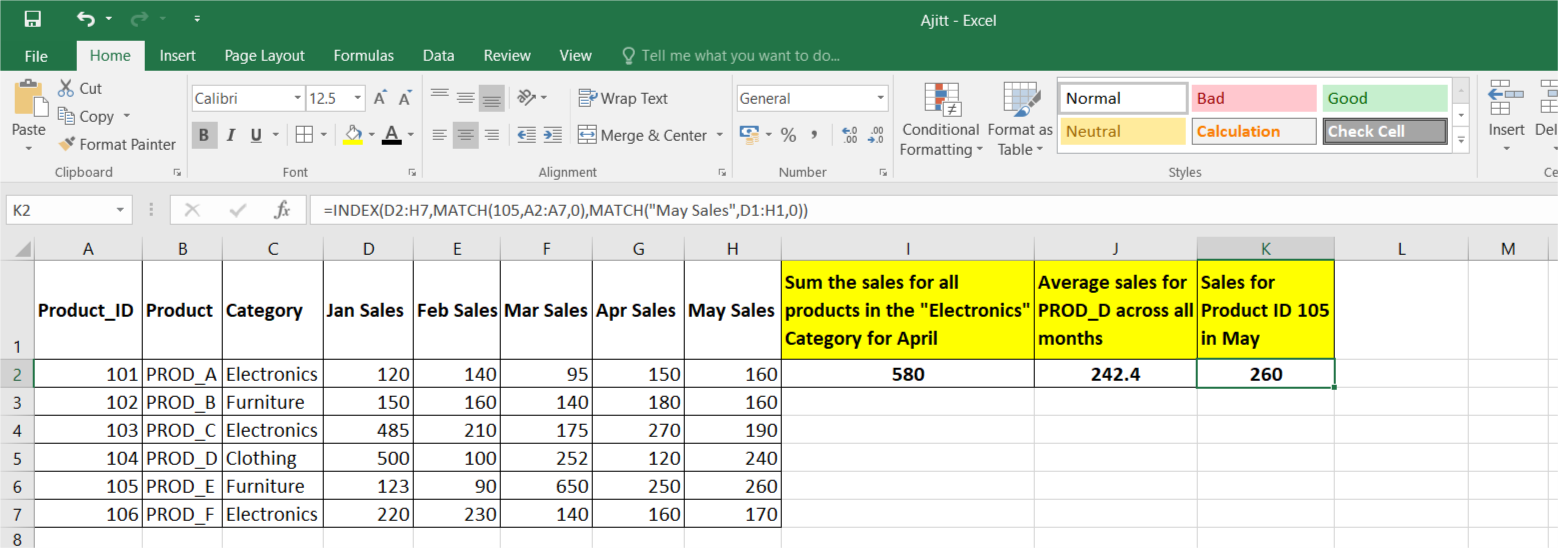 Ajitt - Excel
File Home Insert Page Layout Formulas Data Review View Tell me what you want to do...
Paste
Cut
Copy
Format Painter
Clipboard
Calibri 12.5 A A
B I U A
Font
Wrap Text
Merge & Center
Alignment
General
% , .00 .00
Number
Conditional Formatting
Format as Table
Normal Bad Good
Neutral Calculation Check Cell
Styles
Insert
K2 fx =INDEX(D2:H7,MATCH(105,A2:A7,0),MATCH("May Sales",D1:H1,0))
A B C D E F G H I J K L M
1 Product_ID Product Category Jan Sales Feb Sales Mar Sales Apr Sales May Sales
Sum the sales for all
products in the "Electronics"
Category for April
Average sales for
PROD_D across all
months
Sales for
Product ID 105
in May
2 101 PROD_A Electronics 120 140 95 150 160 580 242.4 260
3 102 PROD_B Furniture 150 160 140 180 160
4 103 PROD_C Electronics 485 210 175 270 190
5 104 PROD_D Clothing 500 100 252 120 240
6 105 PROD_E Furniture 123 90 650 250 260
7 106 PROD_F Electronics 220 230 140 160 170
8